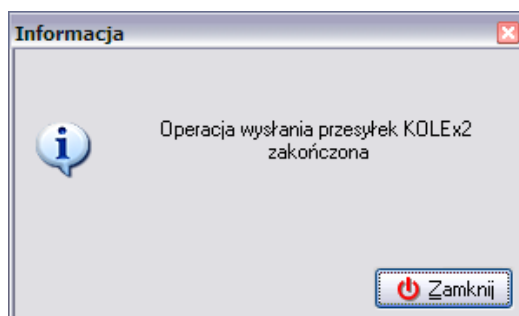 Informacja
Operacja wysłania przesyłek KOLEx2
zakończona
Zamknij